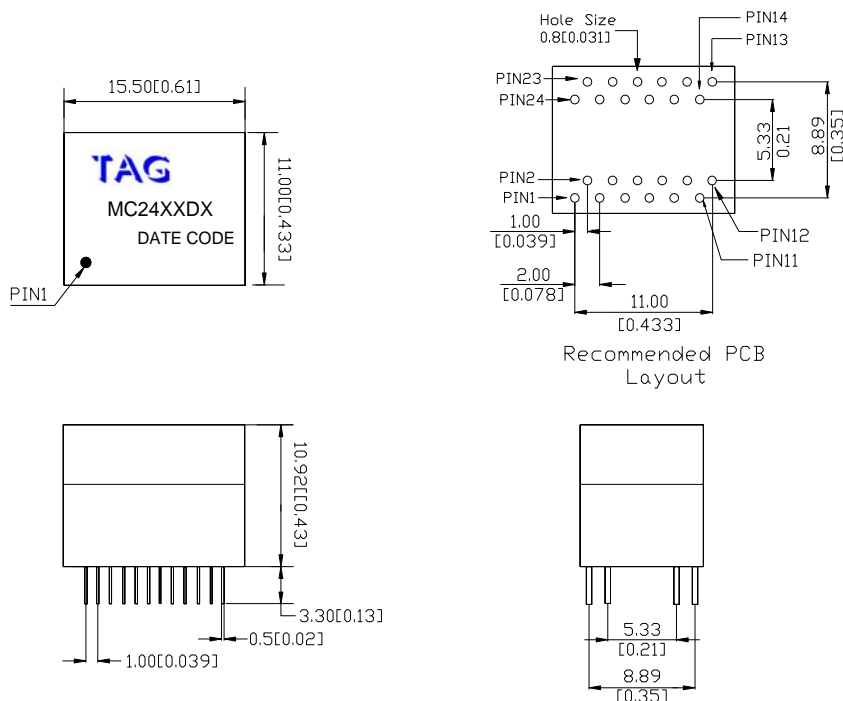 15.50[0.61]
TAG
MC24XXDX
DATE CODE
11.00[0.433]
PIN1
Hole Size
0.8[0.031]
PIN14
PIN13
PIN23
PIN24
5.33
0.21
8.89
[0.35]
PIN2
PIN1
1.00
[0.039]
PIN12
PIN11
2.00
[0.078]
11.00
[0.433]
Recommended PCB
Layout
10.92[[0.43]
3.30[0.13]
0.5[0.02]
1.00[0.039]
5.33
[0.21]
8.89
[0.35]